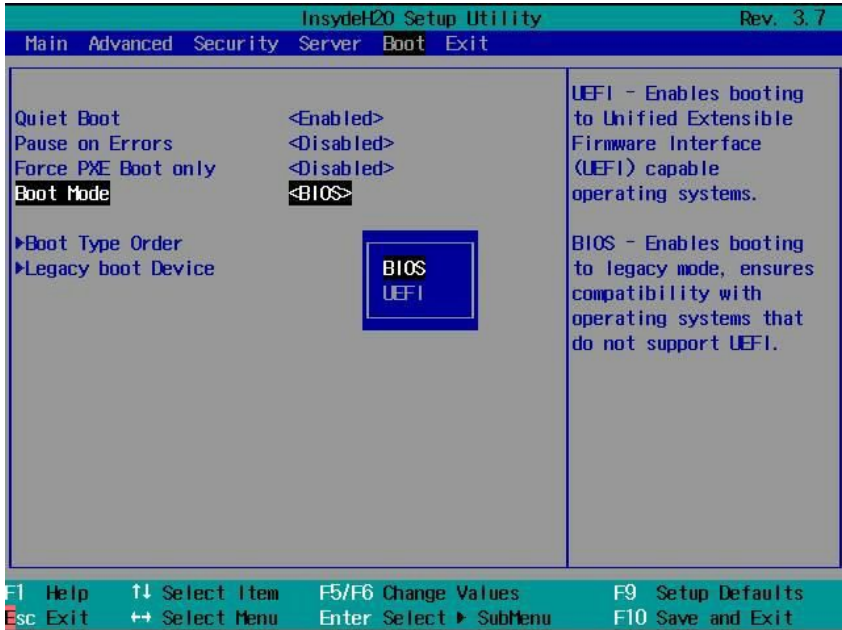 InsydeH2O Setup Utility Rev. 3.7
Main Advanced Security Server Boot Exit
Quiet Boot <Enabled>
Pause on Errors <Disabled>
Force PXE Boot only <Disabled>
Boot Mode <BIOS>
▶Boot Type Order
▶Legacy boot Device
BIOS
UEFI
UEFI - Enables booting
to Unified Extensible
Firmware Interface
(UEFI) capable
operating systems.
BIOS - Enables booting
to legacy mode, ensures
compatibility with
operating systems that
do not support UEFI.
F1 Help ↑↓ Select Item F5/F6 Change Values F9 Setup Defaults
Esc Exit ↔ Select Menu Enter Select ▶ SubMenu F10 Save and Exit